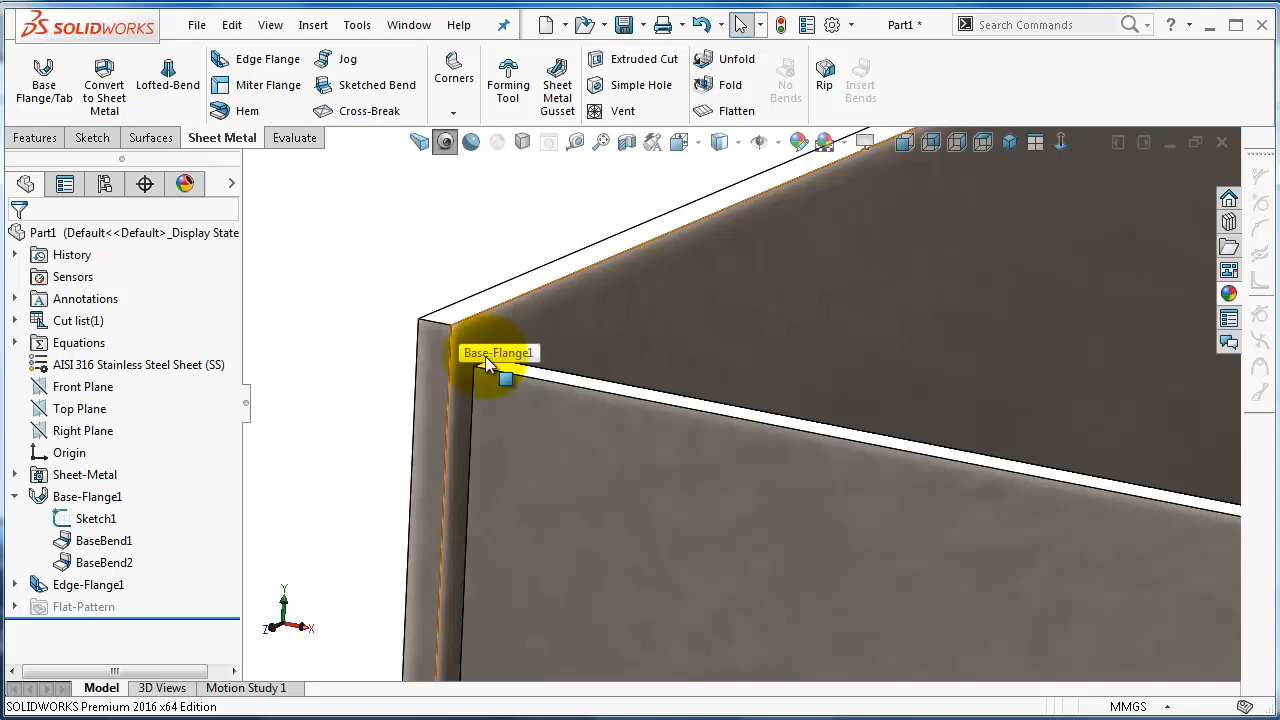 SOLIDWORKS
File Edit View Insert Tools Window Help
Part1 *
Search Commands
Base Flange/Tab
Convert to Sheet Metal
Lofted-Bend
Edge Flange
Miter Flange
Hem
Jog
Skicthed Bend
Cross-Break
Corners
Forming Tool
Sheet Metal Gusset
Extruded Cut
Simple Hole
Vent
Unfold
Fold
Flatten
No Bends
Rip
Insert Bends
Features Sketch Surfaces Sheet Metal Evaluate
Part1 (Default<<Default>_Display State
History
Sensors
Annotations
Cut list(1)
Equations
AISI 316 Stainless Steel Sheet (SS)
Front Plane
Top Plane
Right Plane
Origin
Sheet-Metal
Base-Flange1
Sketch1
BaseBend1
BaseBend2
Edge-Flange1
Flat-Pattern
Base-Flange1
Y
Z X
Model 3D Views Motion Study 1
SOLIDWORKS Premium 2016 x64 Edition
MMGS